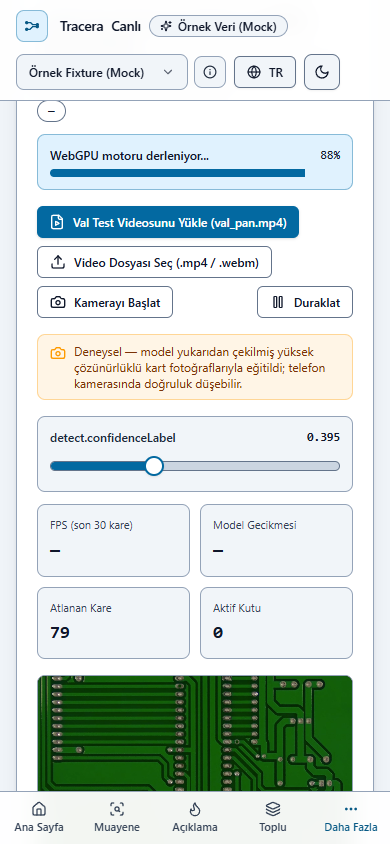 Tracera Canlı Örnek Veri (Mock)
Örnek Fixture (Mock) TR
–
WebGPU motoru derleniyor... 88%
Val Test Videosunu Yükle (val_pan.mp4)
Video Dosyası Seç (.mp4 / .webm)
Kamerayı Başlat Duraklat
Deneysel — model yukarıdan çekilmiş yüksek
çözünürlüklü kart fotoğraflarıyla eğitildi; telefon
kamerasında doğruluk düşebilir.
detect.confidenceLabel 0.395
FPS (son 30 kare) Model Gecikmesi
— —
Atlanan Kare Aktif Kutu
79 0
Ana Sayfa Muayene Açıklama Toplu Daha Fazla